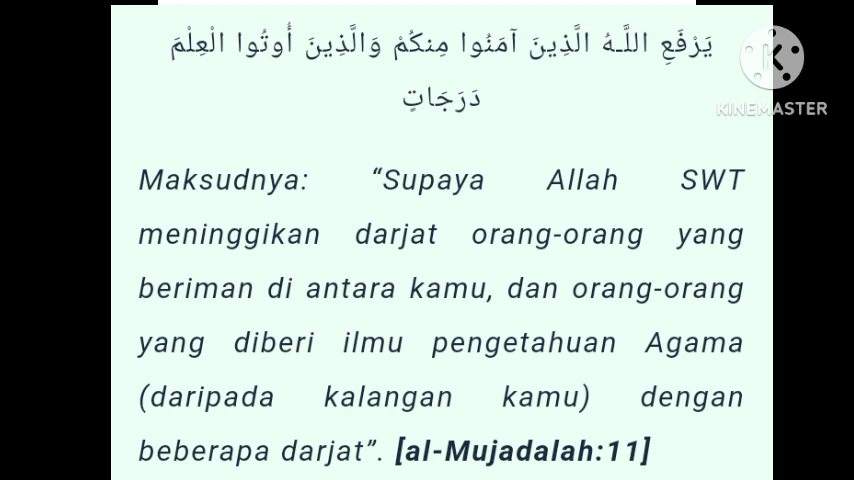 يَرْفَعِ اللَّـهُ الَّذِينَ آمَنُوا مِنكُمْ وَالَّذِينَ أُوتُوا الْعِلْمَ
دَرَجَاتٍ
KINEMASTER
Maksudnya: “Supaya Allah SWT
meninggikan darjat orang-orang yang
beriman di antara kamu, dan orang-orang
yang diberi ilmu pengetahuan Agama
(daripada kalangan kamu) dengan
beberapa darjat”. [al-Mujadalah:11]